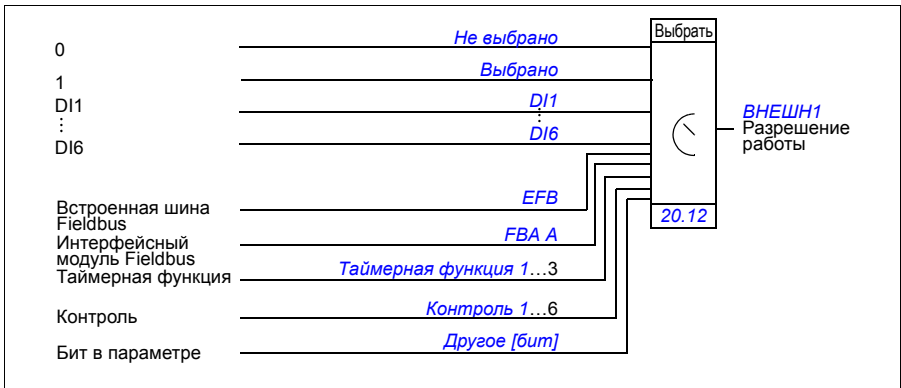 Выбрать
0 Не выбрано
1 Выбрано
DI1 DI1
⋮ ⋮
DI6 DI6
ВНЕШН1
Разрешение
работы
Встроенная шина
Fieldbus EFB
20.12
Интерфейсный
модуль Fieldbus FBA A
Таймерная функция Таймерная функция 1…3
Контроль Контроль 1…6
Бит в параметре Другое [бит]